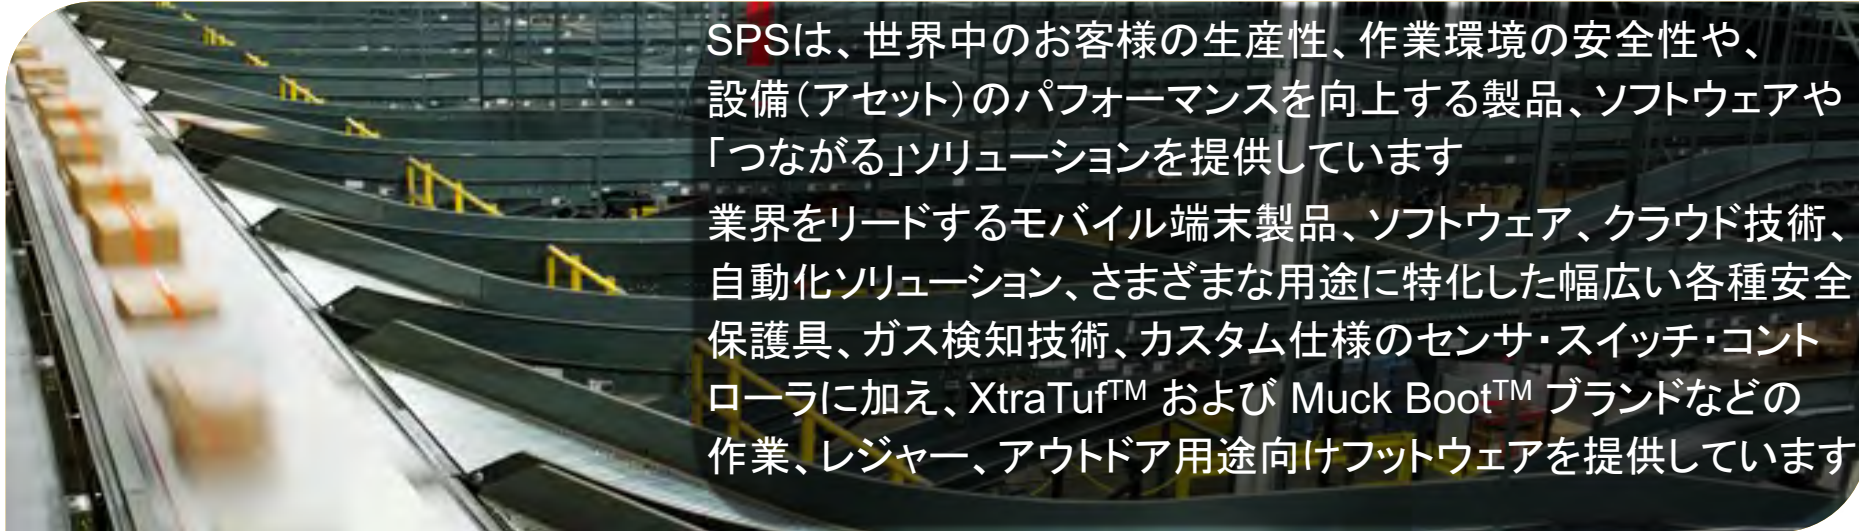 SPSは、世界中のお客様の生産性、作業環境の安全性や、
設備(アセット)のパフォーマンスを向上する製品、ソフトウェアや
「つながる」ソリューションを提供しています
業界をリードするモバイル端末製品、ソフトウェア、クラウド技術、
自動化ソリューション、さまざまな用途に特化した幅広い各種安全
保護具、ガス検知技術、カスタム仕様のセンサ・スイッチ・コント
ローラに加え、XtraTuf™ および Muck Boot™ ブランドなどの
作業、レジャー、アウトドア用途向けフットウェアを提供しています